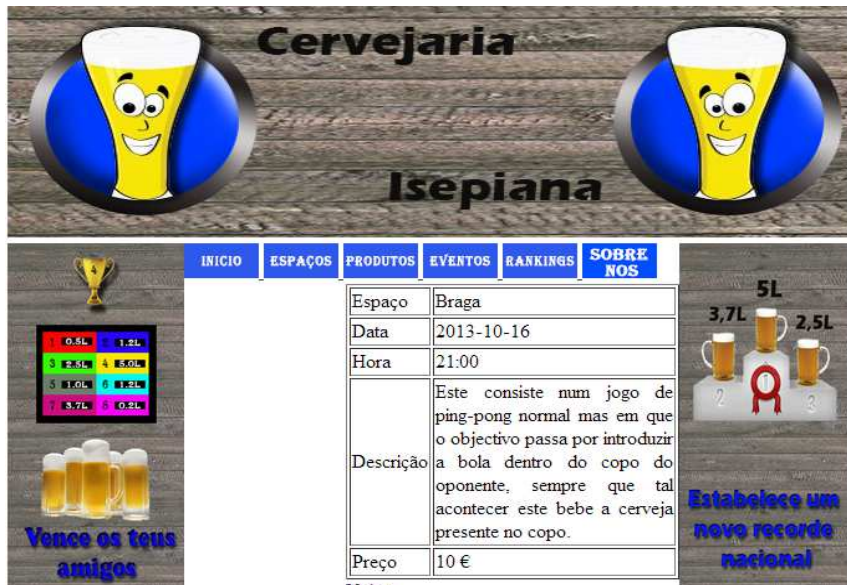 Cervejaria
Isepiana
INICIO
ESPAÇOS
PRODUTOS
EVENTOS
RANKINGS
SOBRE
NOS
4
1 0.5L 2 1.2L
3 2.5L 4 5.0L
5 1.0L 6 1.2L
7 3.7L 8 0.2L
Vence os teus
amigos
Espaço Braga
Data 2013-10-16
Hora 21:00
Descrição
Este consiste num jogo de
ping-pong normal mas em que
o objectivo passa por introduzir
a bola dentro do copo do
oponente, sempre que tal
acontecer este bebe a cerveja
presente no copo.
Preço 10 €
5L
3,7L
2,5L
1
2
3
Estabelece um
novo recorde
nacional